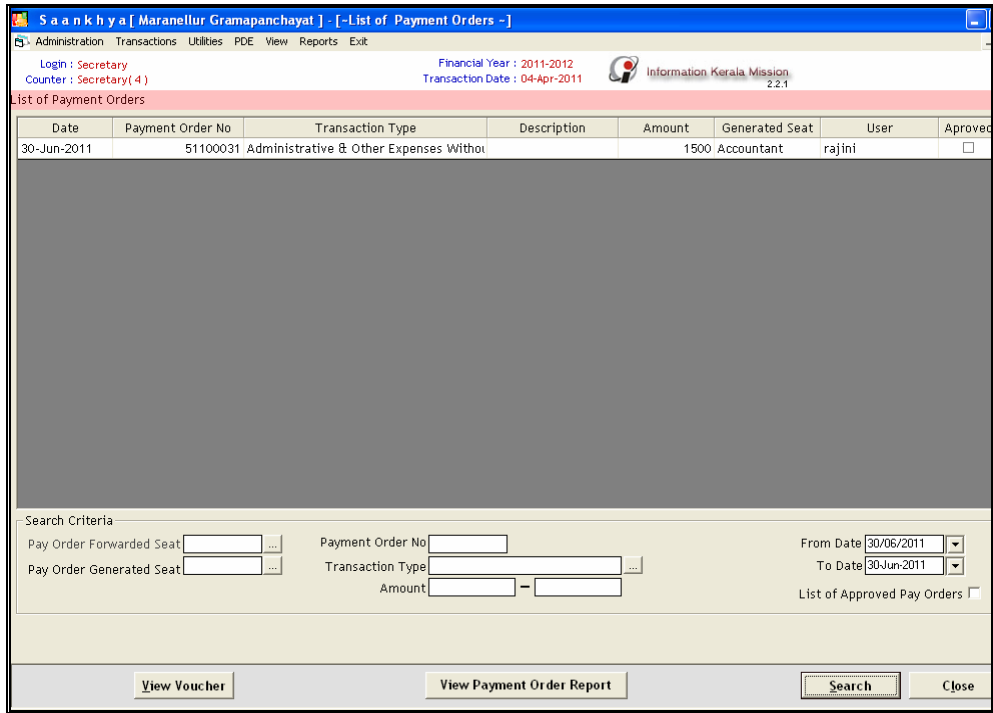 S a a n k h y a [ Maranellur Gramapanchayat ] - [~List of Payment Orders ~]
Administration Transactions Utilities PDE View Reports Exit
Login : Secretary
Counter : Secretary( 4 )
Financial Year : 2011-2012
Transaction Date : 04-Apr-2011
Information Kerala Mission
2.2.1
List of Payment Orders
Date Payment Order No Transaction Type Description Amount Generated Seat User Aproved
30-Jun-2011 51100031 Administrative & Other Expenses Withou 1500 Accountant rajini
Search Criteria
Pay Order Forwarded Seat ...
Pay Order Generated Seat ...
Payment Order No
Transaction Type ...
Amount –
From Date 30/06/2011
To Date 30-Jun-2011
List of Approved Pay Orders
View Voucher View Payment Order Report Search Close